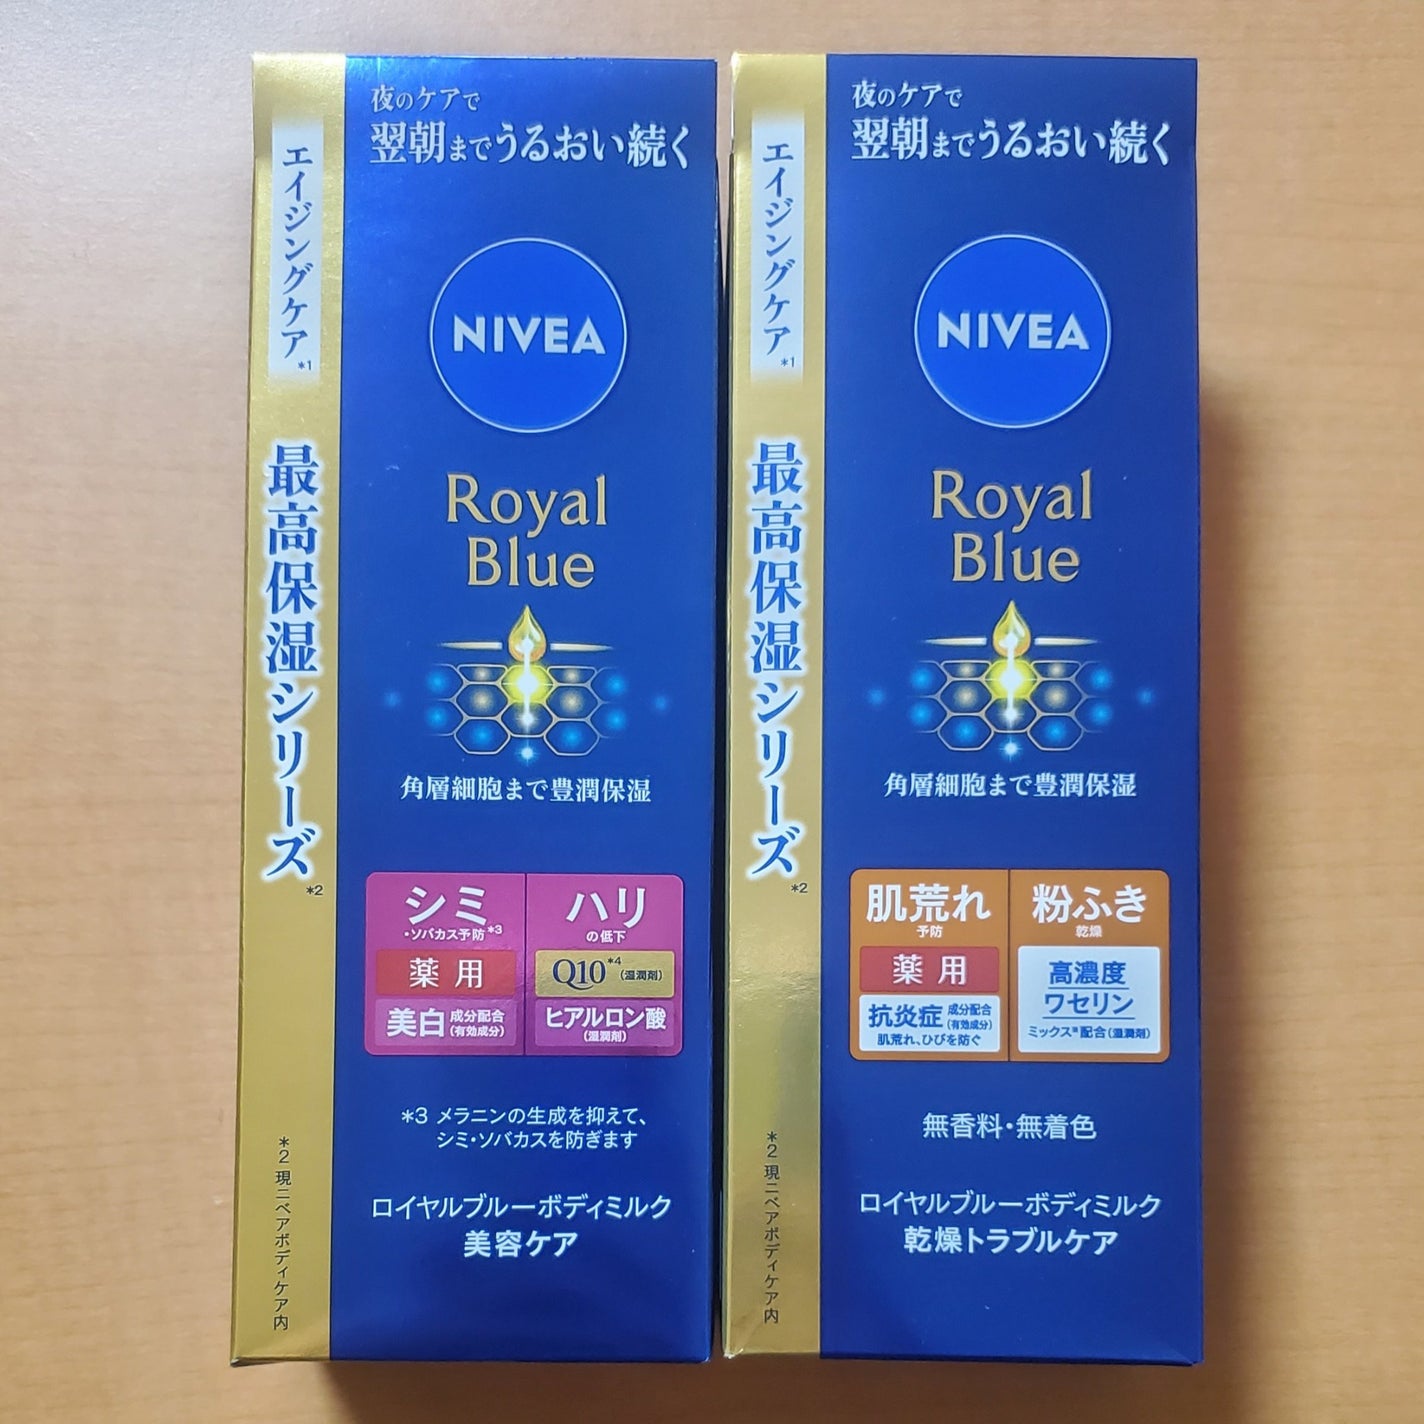 エイジングケア*1
最高保湿シリーズ*2
*2 現ニベアボディケア内
夜のケアで
翌朝までうるおい続く
NIVEA
Royal
Blue
角層細胞まで豊潤保湿
シミ
・ソバカス予防*3
薬用
美白 成分配合
(有効成分)
ハリ
の低下
Q10*4(湿潤剤)
ヒアルロン酸
(湿潤剤)
*3 メラニンの生成を抑えて、
シミ・ソバカスを防ぎます
ロイヤルブルーボディミルク
美容ケア
エイジングケア*1
最高保湿シリーズ*2
*2 現ニベアボディケア内
夜のケアで
翌朝までうるおい続く
NIVEA
Royal
Blue
角層細胞まで豊潤保湿
肌荒れ
予防
薬用
抗炎症 成分配合
(有効成分)
肌荒れ、ひびを防ぐ
粉ふき
乾燥
高濃度
ワセリン
ミックス 配合(湿潤剤)
無香料・無着色
ロイヤルブルーボディミルク
乾燥トラブルケア